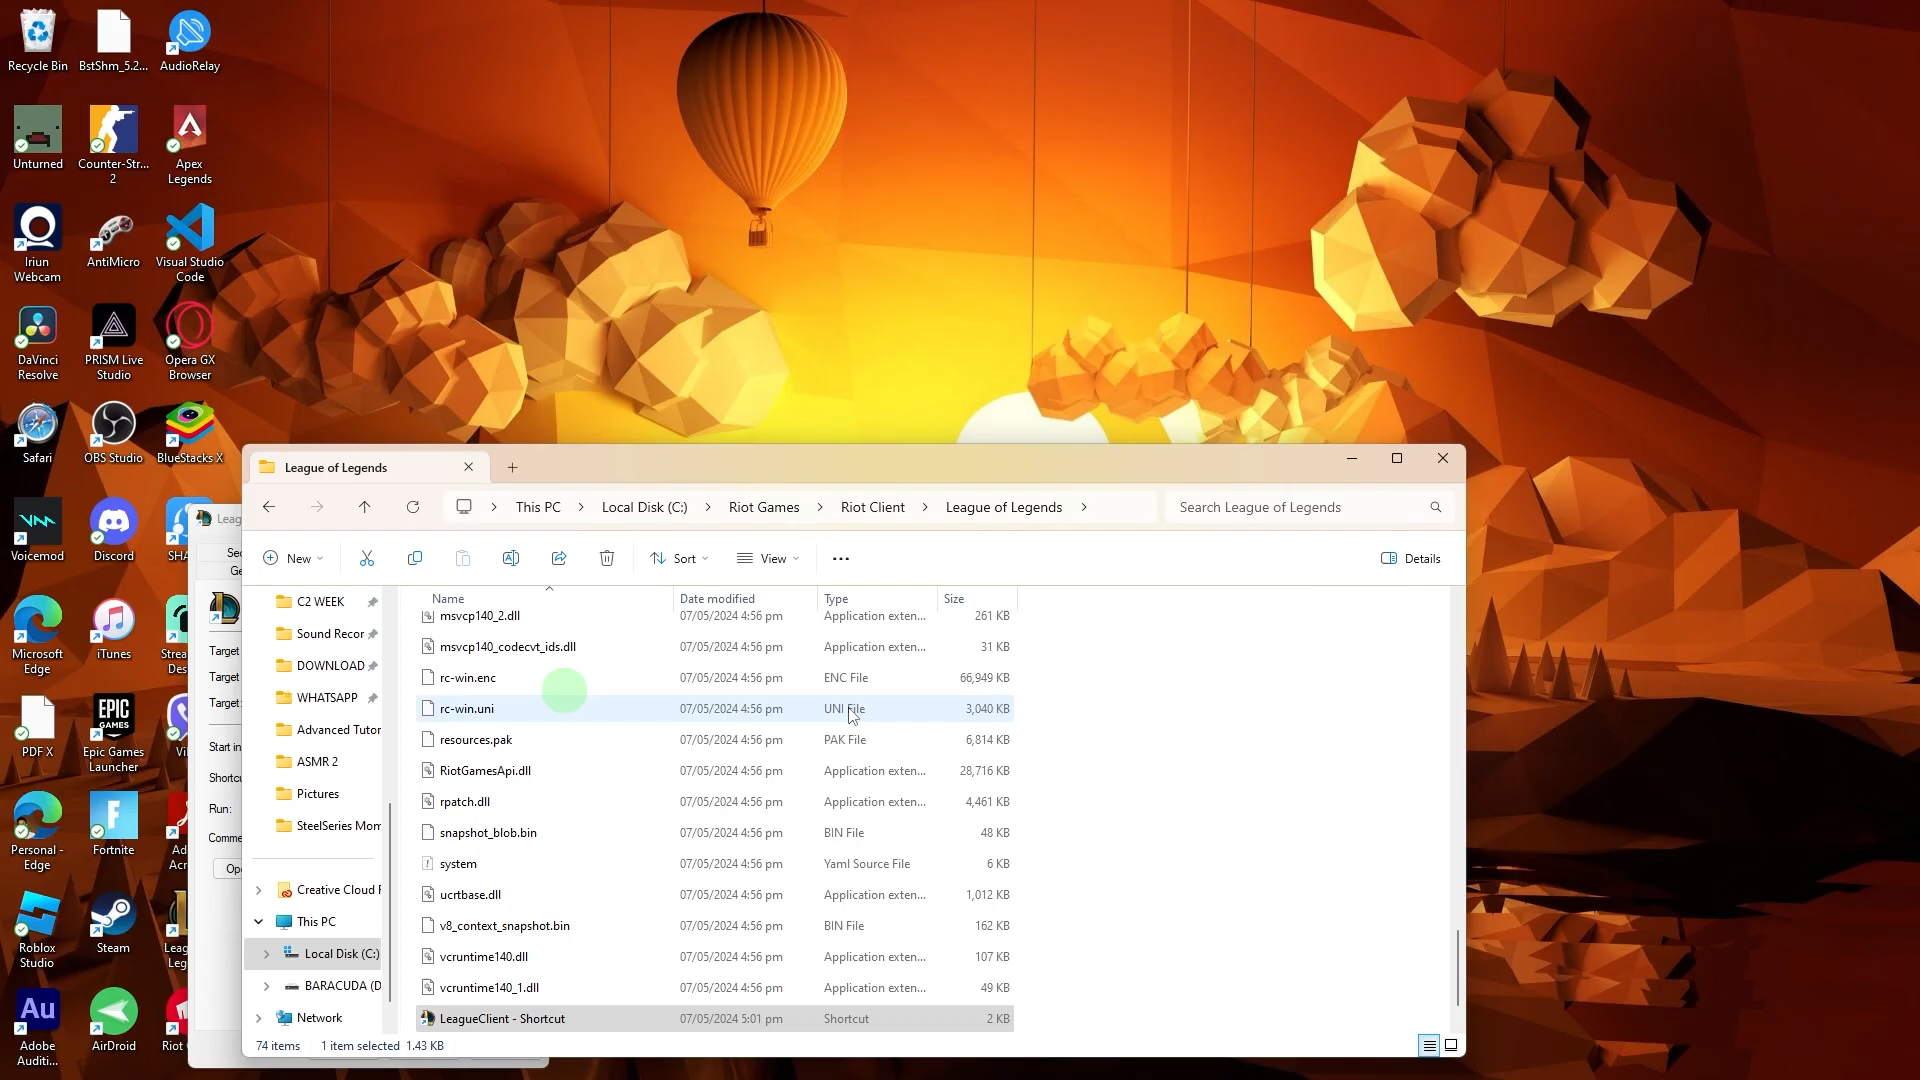 Recycle Bin
BstShm_5.2...
AudioRelay
Unturned
Counter-Str...
2
Apex
Legends
Iriun
Webcam
AntiMicro
Visual Studio
Code
DaVinci
Resolve
PRISM Live
Studio
Opera GX
Browser
Safari
OBS Studio
BlueStacks X
Voicemod
Discord
SHA
Microsoft
Edge
iTunes
Strea
Des
PDF X
EPIC
GAMES
Epic Games
Launcher
Vi
Personal -
Edge
Fortnite
Ad
Acr
Roblox
Studio
Steam
Leag
Leg
Au
Adobe
Auditi...
AirDroid
Riot
Leag
Sec
Ge
Target
Target
Target:
Start in
Shortcu
Run:
Comme
Ope
League of Legends
This PC
Local Disk (C:)
Riot Games
Riot Client
League of Legends
Search League of Legends
New
Sort
View
Details
C2 WEEK
Sound Recor
DOWNLOAD
WHATSAPP
Advanced Tutor
ASMR 2
Pictures
SteelSeries Mom
Creative Cloud F
This PC
Local Disk (C:)
BARACUDA (D
Network
Name Date modified Type Size
msvcp140_2.dll 07/05/2024 4:56 pm Application exten... 261 KB
msvcp140_codecvt_ids.dll 07/05/2024 4:56 pm Application exten... 31 KB
rc-win.enc 07/05/2024 4:56 pm ENC File 66,949 KB
rc-win.uni 07/05/2024 4:56 pm UNI File 3,040 KB
resources.pak 07/05/2024 4:56 pm PAK File 6,814 KB
RiotGamesApi.dll 07/05/2024 4:56 pm Application exten... 28,716 KB
rpatch.dll 07/05/2024 4:56 pm Application exten... 4,461 KB
snapshot_blob.bin 07/05/2024 4:56 pm BIN File 48 KB
system 07/05/2024 4:56 pm Yaml Source File 6 KB
ucrtbase.dll 07/05/2024 4:56 pm Application exten... 1,012 KB
v8_context_snapshot.bin 07/05/2024 4:56 pm BIN File 162 KB
vcruntime140.dll 07/05/2024 4:56 pm Application exten... 107 KB
vcruntime140_1.dll 07/05/2024 4:56 pm Application exten... 49 KB
LeagueClient - Shortcut 07/05/2024 5:01 pm Shortcut 2 KB
74 items 1 item selected 1.43 KB